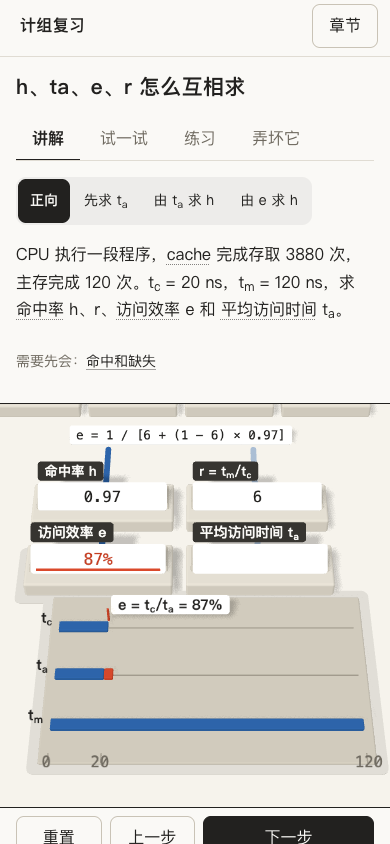 计组复习
章节
h、ta、e、r 怎么互相求
讲解
试一试
练习
弄坏它
正向
先求 ta
由 ta 求 h
由 e 求 h
CPU 执行一段程序，cache 完成存取 3880 次，
主存完成 120 次。tc = 20 ns，tm = 120 ns，求
命中率 h、r、访问效率 e 和 平均访问时间 ta。
需要先会：命中和缺失
e = 1 / [6 + (1 − 6) × 0.97]
命中率 h
r = tm/tc
0.97
6
访问效率 e
平均访问时间 ta
87%
e = tc/ta = 87%
tc
ta
tm
0
20
120
重置
上一步
下一步